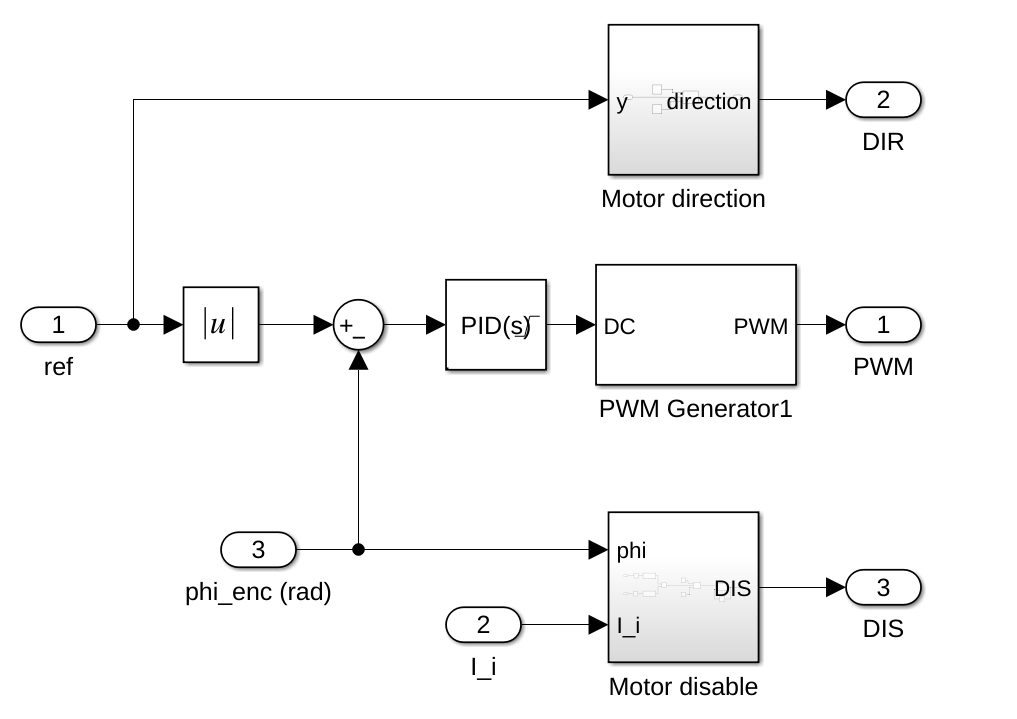 y
direction
2
DIR
Motor direction
1
ref
|u|
+
−
PID(s)
DC
PWM
PWM Generator1
1
PWM
3
phi_enc (rad)
2
I_i
phi
I_i
DIS
Motor disable
3
DIS